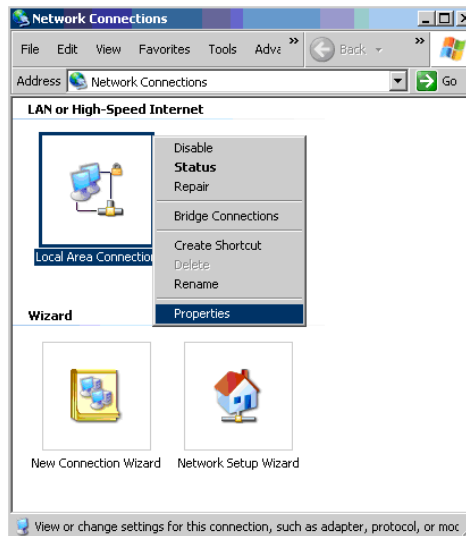 Network Connections
File Edit View Favorites Tools Adva » Back »
Address Network Connections Go
LAN or High-Speed Internet
Local Area Connection
Disable
Status
Repair
Bridge Connections
Create Shortcut
Delete
Rename
Properties
Wizard
New Connection Wizard Network Setup Wizard
View or change settings for this connection, such as adapter, protocol, or moc